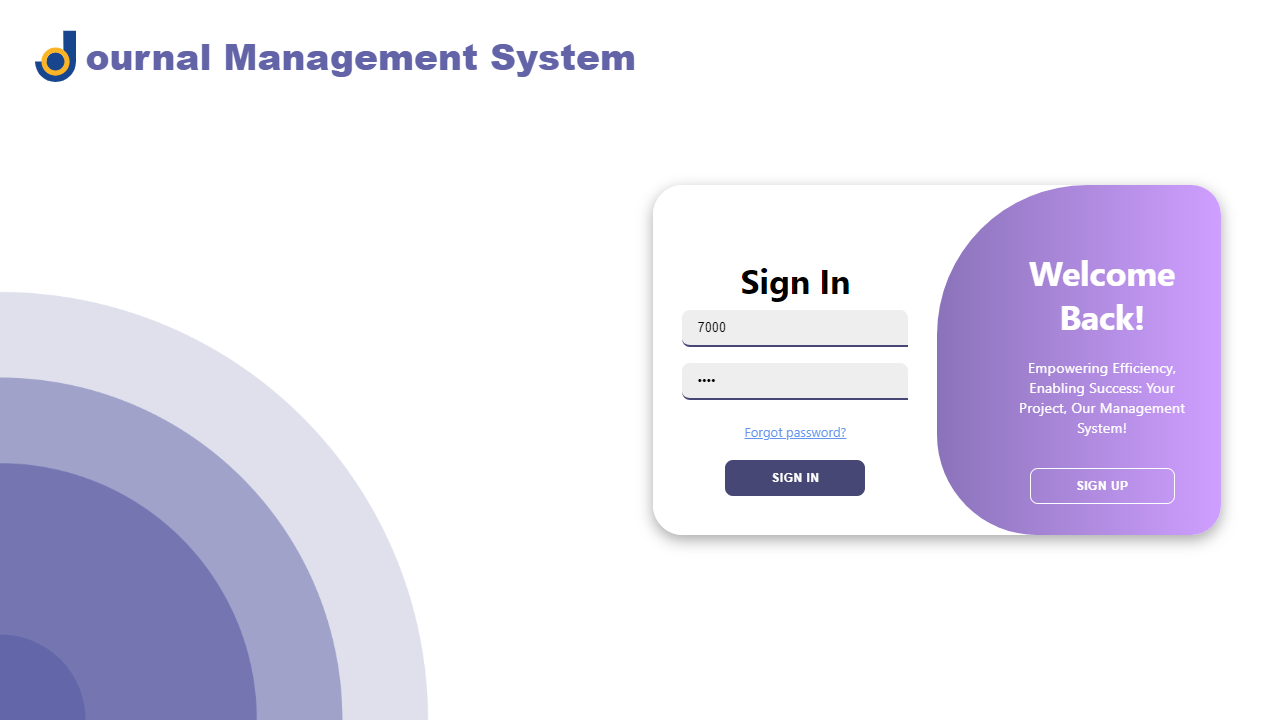 Journal Management System
Sign In
7000
••••
Forgot password?
SIGN IN
Welcome
Back!
Empowering Efficiency,
Enabling Success: Your
Project, Our Management
System!
SIGN UP